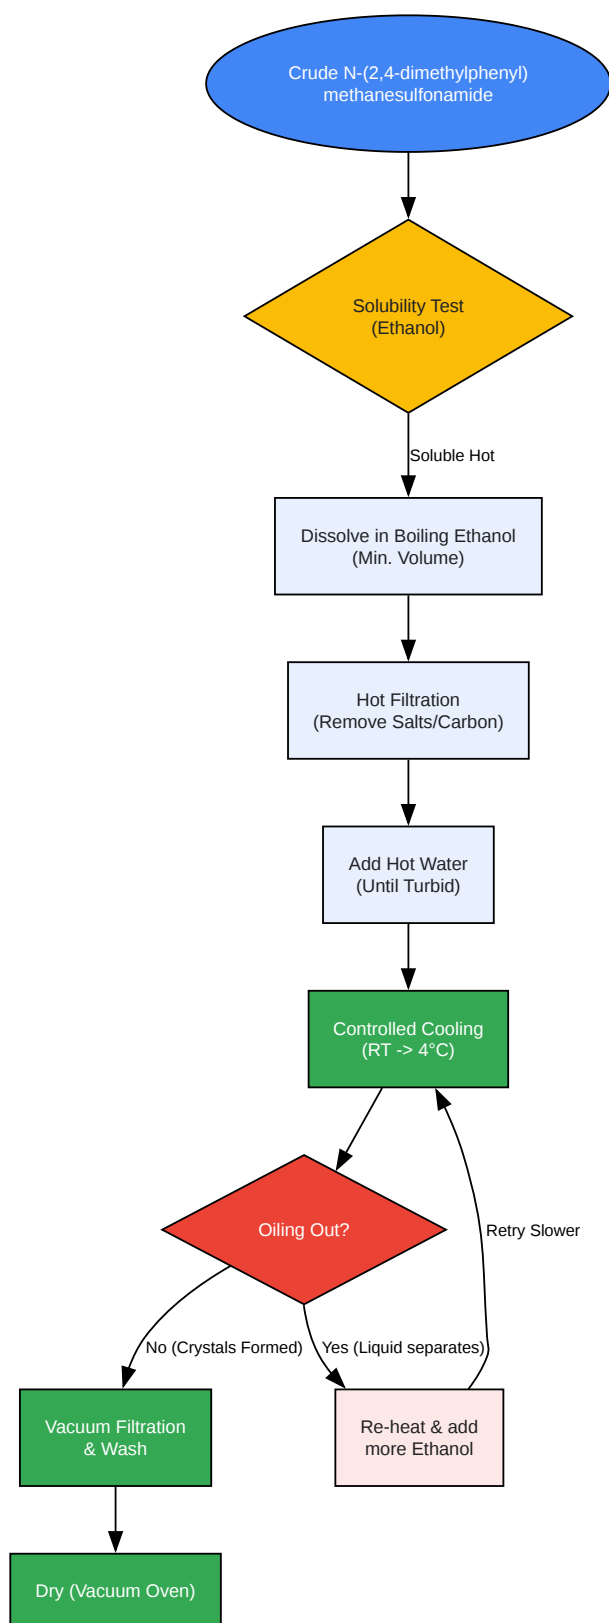 Crude N-(2,4-dimethylphenyl)
methanesulfonamide
Solubility Test
(Ethanol)
Soluble Hot
Dissolve in Boiling Ethanol
(Min. Volume)
Hot Filtration
(Remove Salts/Carbon)
Add Hot Water
(Until Turbid)
Controlled Cooling
(RT -> 4°C)
Oiling Out?
Retry Slower
No (Crystals Formed)
Yes (Liquid separates)
Vacuum Filtration
& Wash
Re-heat & add
more Ethanol
Dry (Vacuum Oven)